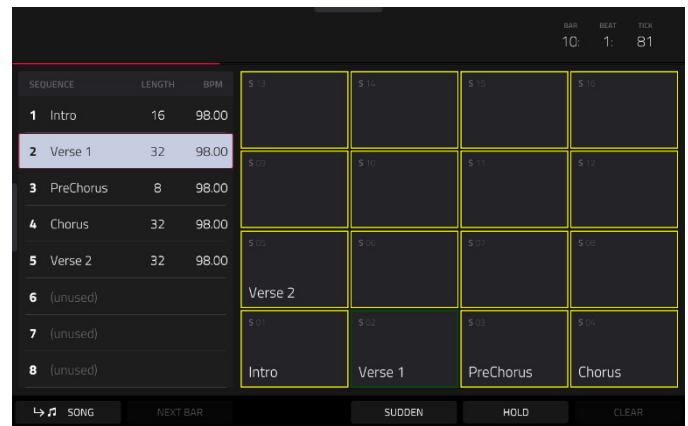 BAR BEAT TICK
10: 1: 81
SEQUENCE LENGTH BPM
1 Intro 16 98.00
2 Verse 1 32 98.00
3 PreChorus 8 98.00
4 Chorus 32 98.00
5 Verse 2 32 98.00
6 (unused)
7 (unused)
8 (unused)
S 13 S 14 S 15 S 16
S 09 S 10 S 11 S 12
S 05 S 06 S 07 S 08
Verse 2
S 01 S 02 S 03 S 04
Intro Verse 1 PreChorus Chorus
SONG NEXT BAR SUDDEN HOLD CLEAR